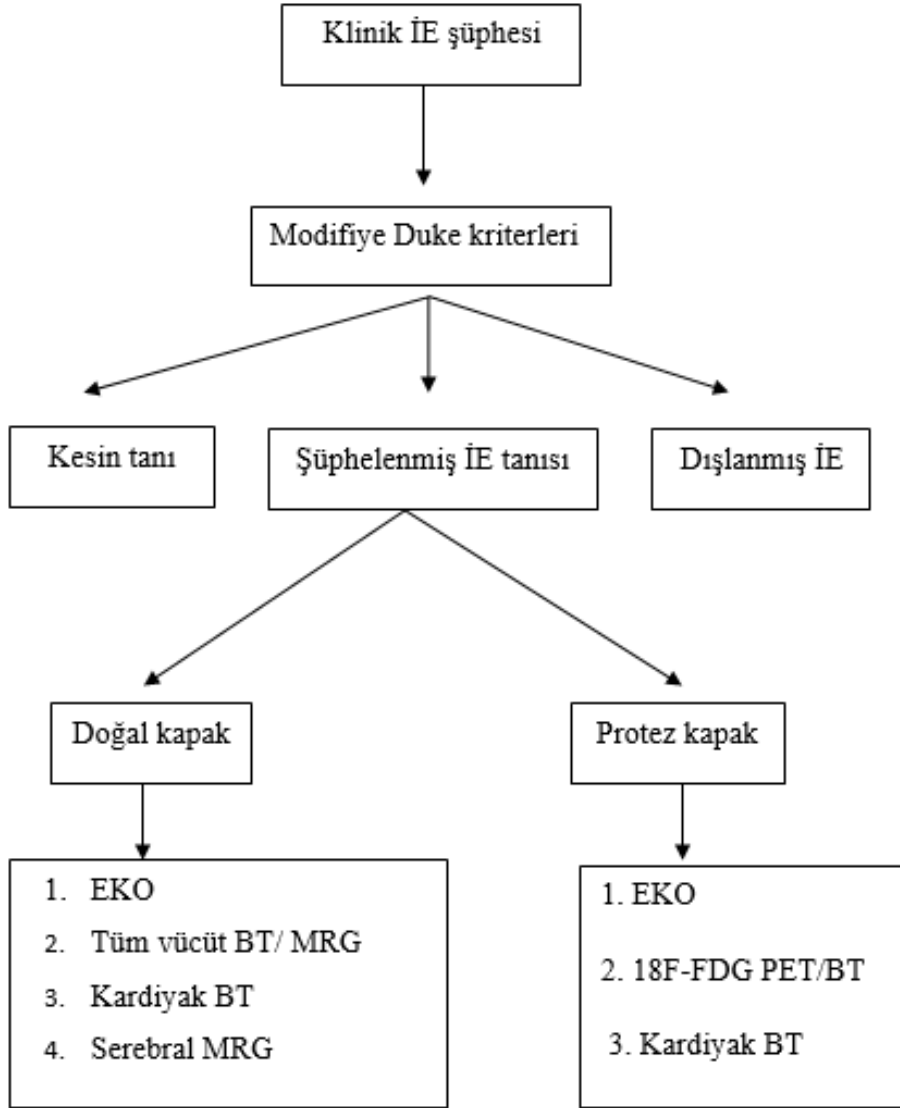 Klinik İE şüphesi
Modifiye Duke kriterleri
Kesin tanı
Şüphelenmiş İE tanısı
Dışlanmış İE
Doğal kapak
Protez kapak
1. EKO
2. Tüm vücüt BT/ MRG
3. Kardiyak BT
4. Serebral MRG
1. EKO
2. 18F-FDG PET/BT
3. Kardiyak BT